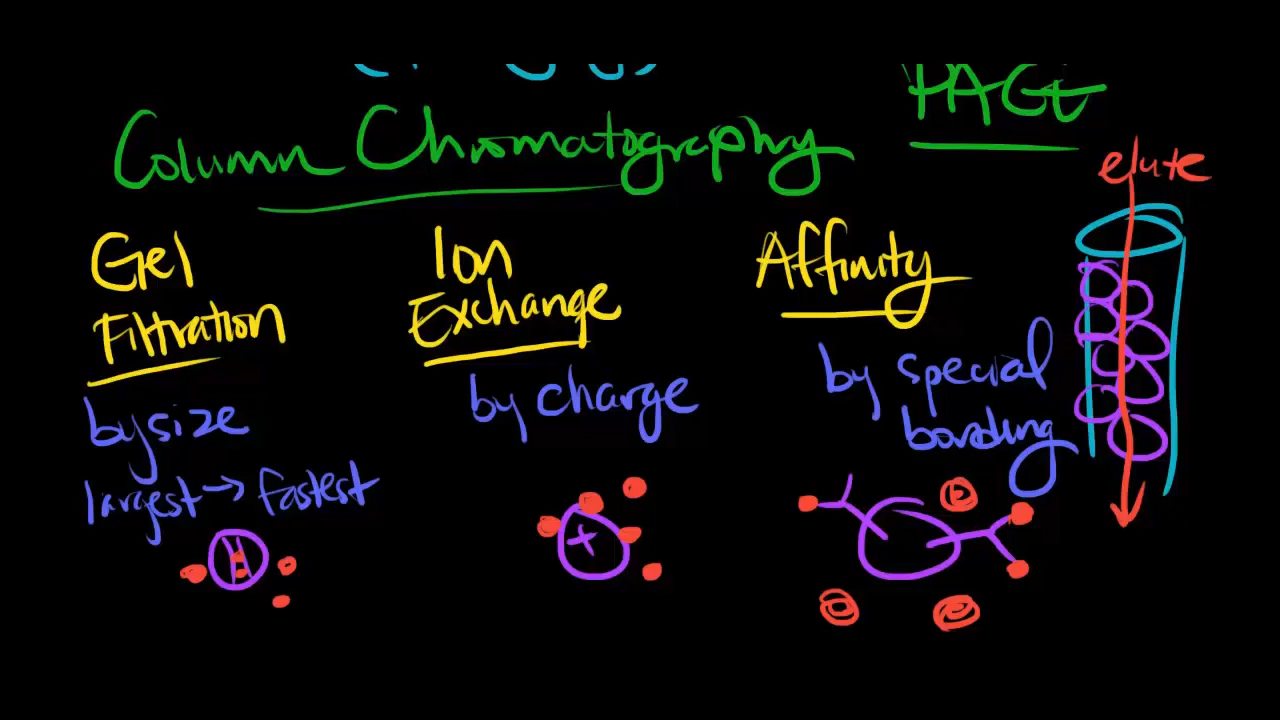 PAGE
Column Chromatography
elute
Gel
Filtration
by size
largest → fastest
Ion
Exchange
by charge
+
Affinity
by special
bonding